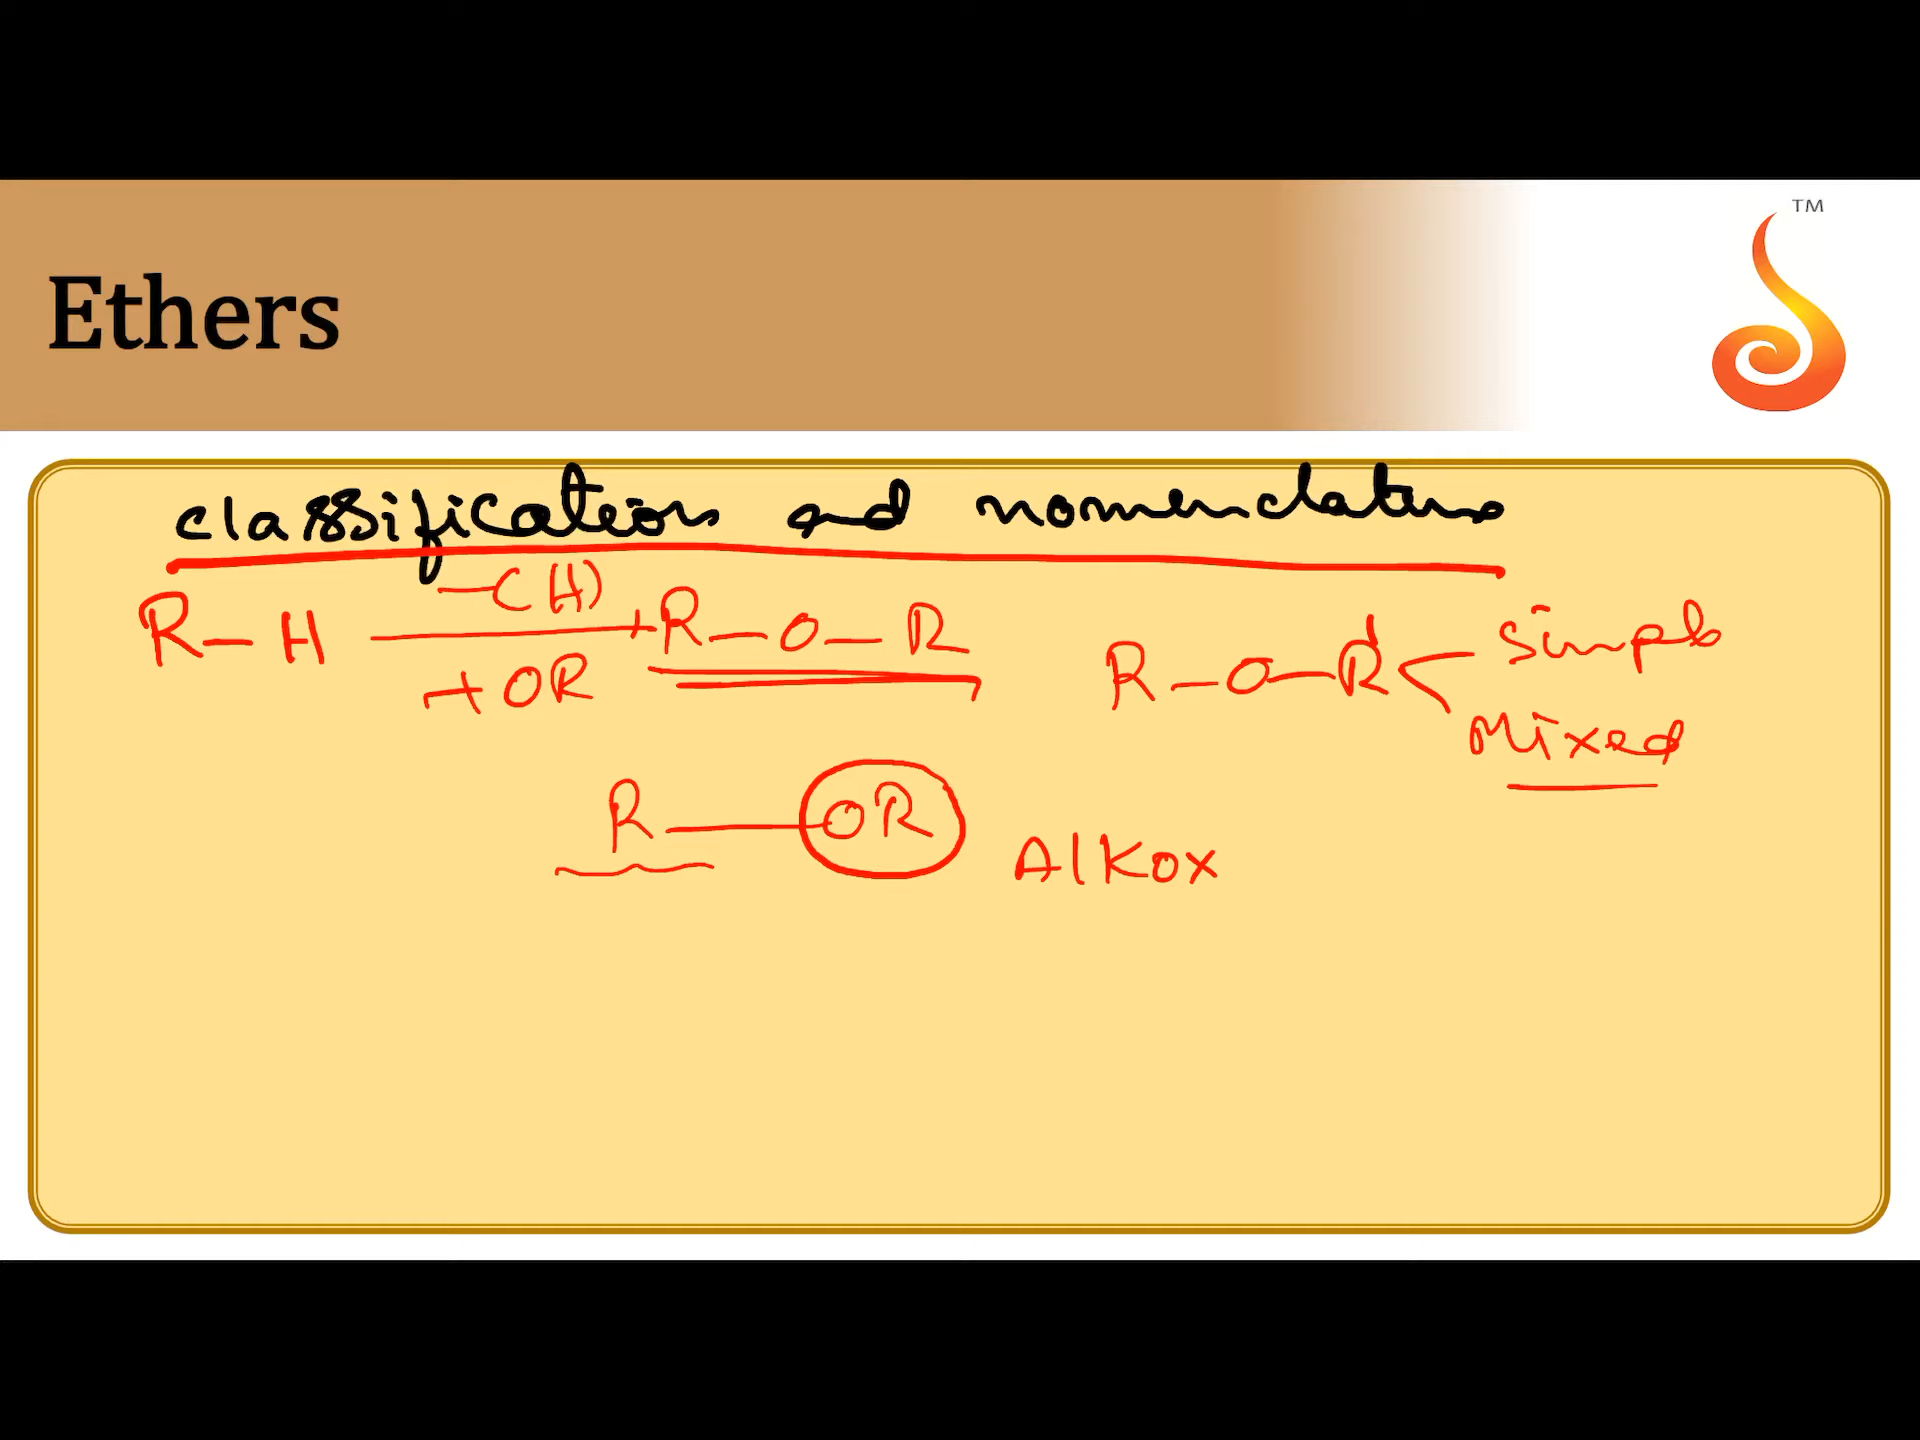 Ethers
TM
classification and nomenclature
R-H -(H) +OR R-O-R
R-O-R' < simple
Mixed
R-OR
Alkox